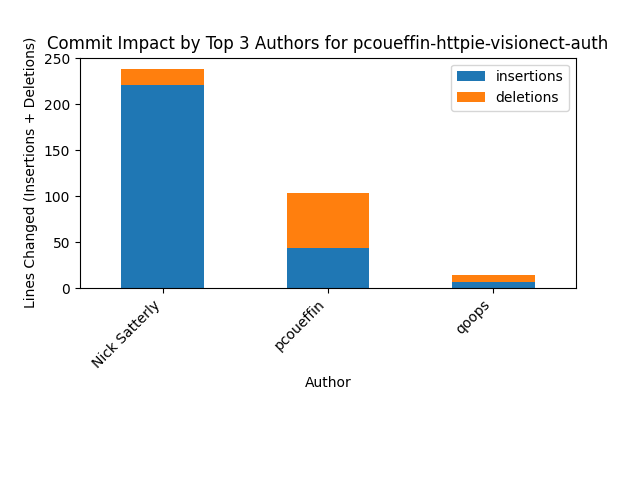 Commit Impact by Top 3 Authors for pcoueffin-httpie-visionect-auth
Lines Changed (Insertions + Deletions)
250
200
150
100
50
0
insertions
deletions
Nick Satterly
pcoueffin
qoops
Author